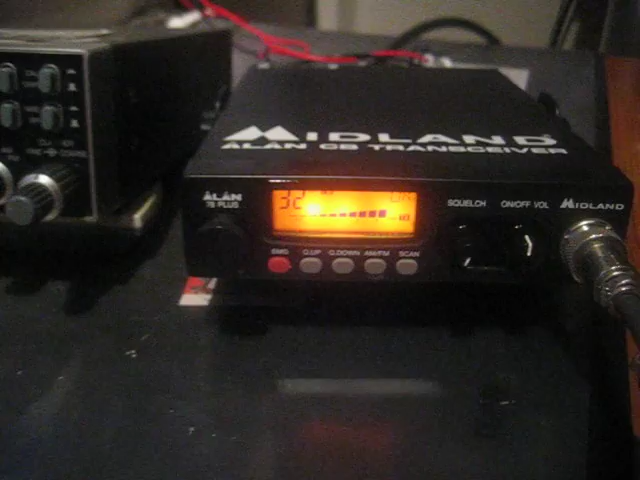 MIDLAND
ALAN CB TRANSCEIVER
ALAN
78 PLUS
32
SQUELCH
ON/OFF VOL
MIDLAND
EMG
Q.UP
Q.DOWN
AM/FM
SCAN